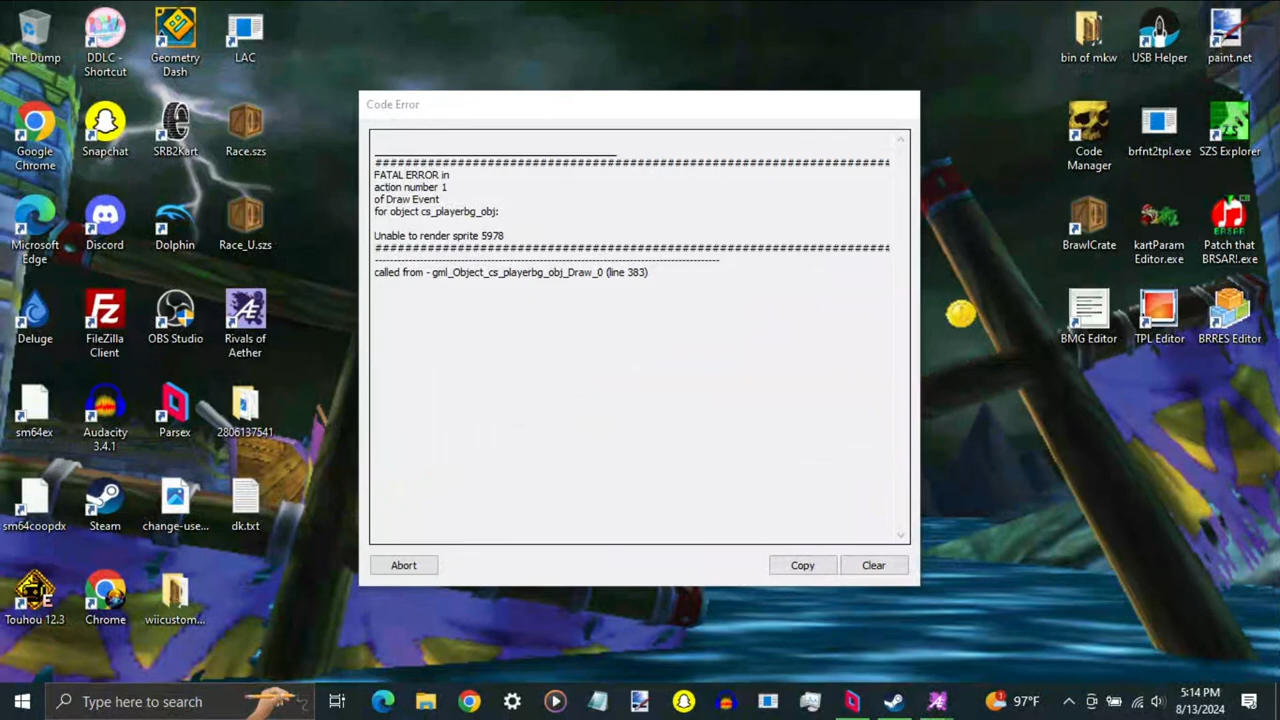 The Dump
DDLC -
Shortcut
Geometry
Dash
LAC
Google
Chrome
Snapchat
SRB2Kart
Race.szs
Microsoft
Edge
Discord
Dolphin
Race_U.szs
Deluge
FileZilla
Client
OBS Studio
Rivals of
Aether
sm64ex
Audacity
3.4.1
Parsex
2806137541
sm64coopdx
Steam
change-use...
dk.txt
Touhou 12.3
Chrome
wiicustom...
Code Error
################################################################################
FATAL ERROR in
action number 1
of Draw Event
for object cs_playerbg_obj:
Unable to render sprite 5978
################################################################################
--------------------------------------------------------------------------------
called from - gml_Object_cs_playerbg_obj_Draw_0 (line 383)
Abort
Copy
Clear
bin of mkw
USB Helper
paint.net
Code
Manager
brfnt2tpl.exe
SZS Explorer
BrawlCrate
kartParam
Editor.exe
Patch that
BRSAR!.exe
BMG Editor
TPL Editor
BRRES Editor
Type here to search
97°F
5:14 PM
8/13/2024